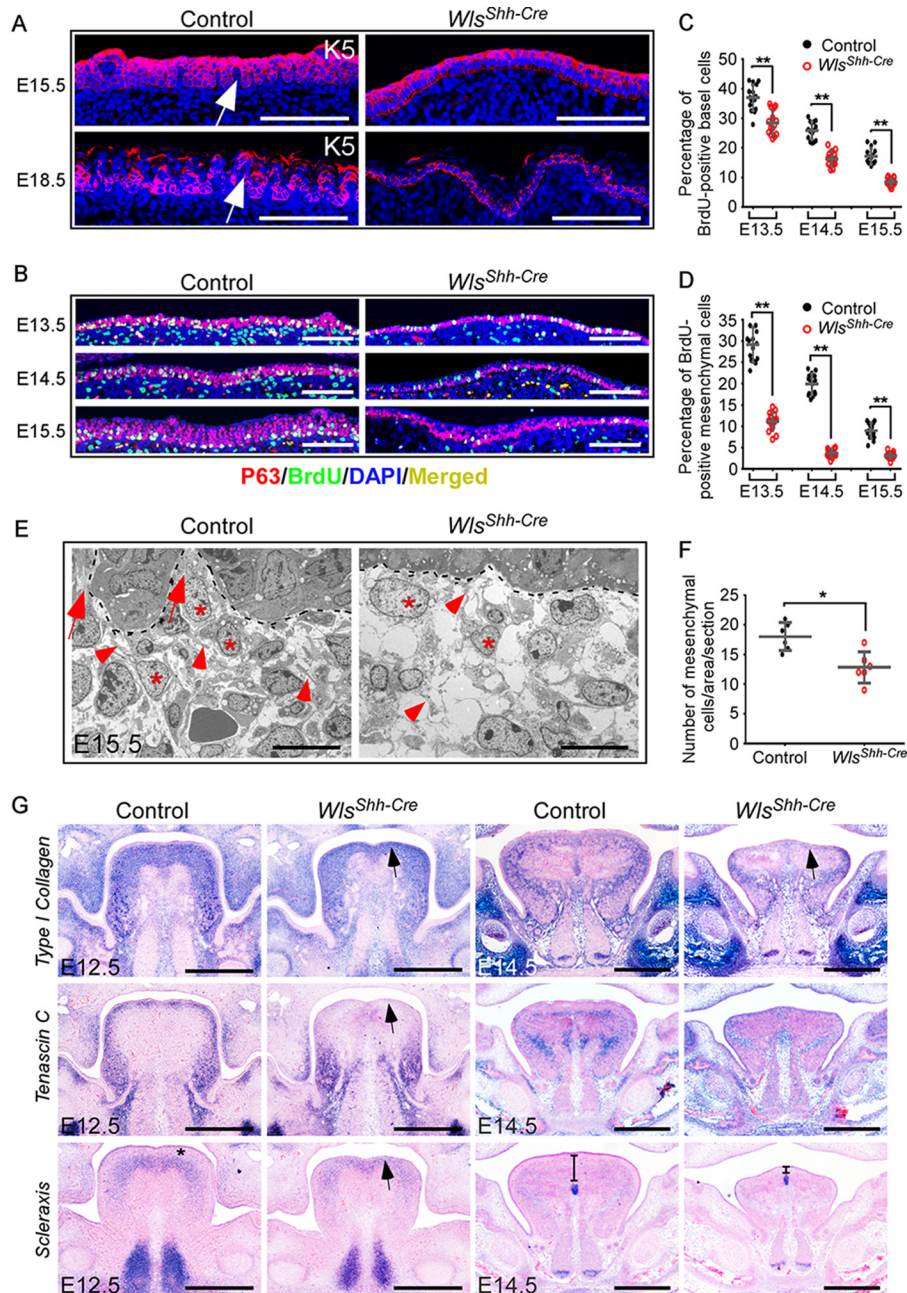 A
Control
Wls^Shh-Cre
E15.5
K5
E18.5
K5
B
Control
Wls^Shh-Cre
E13.5
E14.5
E15.5
P63/BrdU/DAPI/Merged
C
Control
Wls^Shh-Cre
Percentage of
BrdU-positive basel cells
50
40
30
20
10
0
**
**
**
E13.5
E14.5
E15.5
D
Control
Wls^Shh-Cre
Percentage of BrdU-
positive mesenchymal cells
40
35
30
25
20
15
10
5
0
**
**
**
E13.5
E14.5
E15.5
E
Control
Wls^Shh-Cre
*
*
*
*
*
E15.5
F
Number of mesenchymal
cells/area/section
25
20
15
10
5
0
*
Control
Wls^Shh-Cre
G
Control
Wls^Shh-Cre
Control
Wls^Shh-Cre
Type I Collagen
E12.5
E14.5
Tenascin C
E12.5
E14.5
Scleraxis
*
E12.5
E14.5